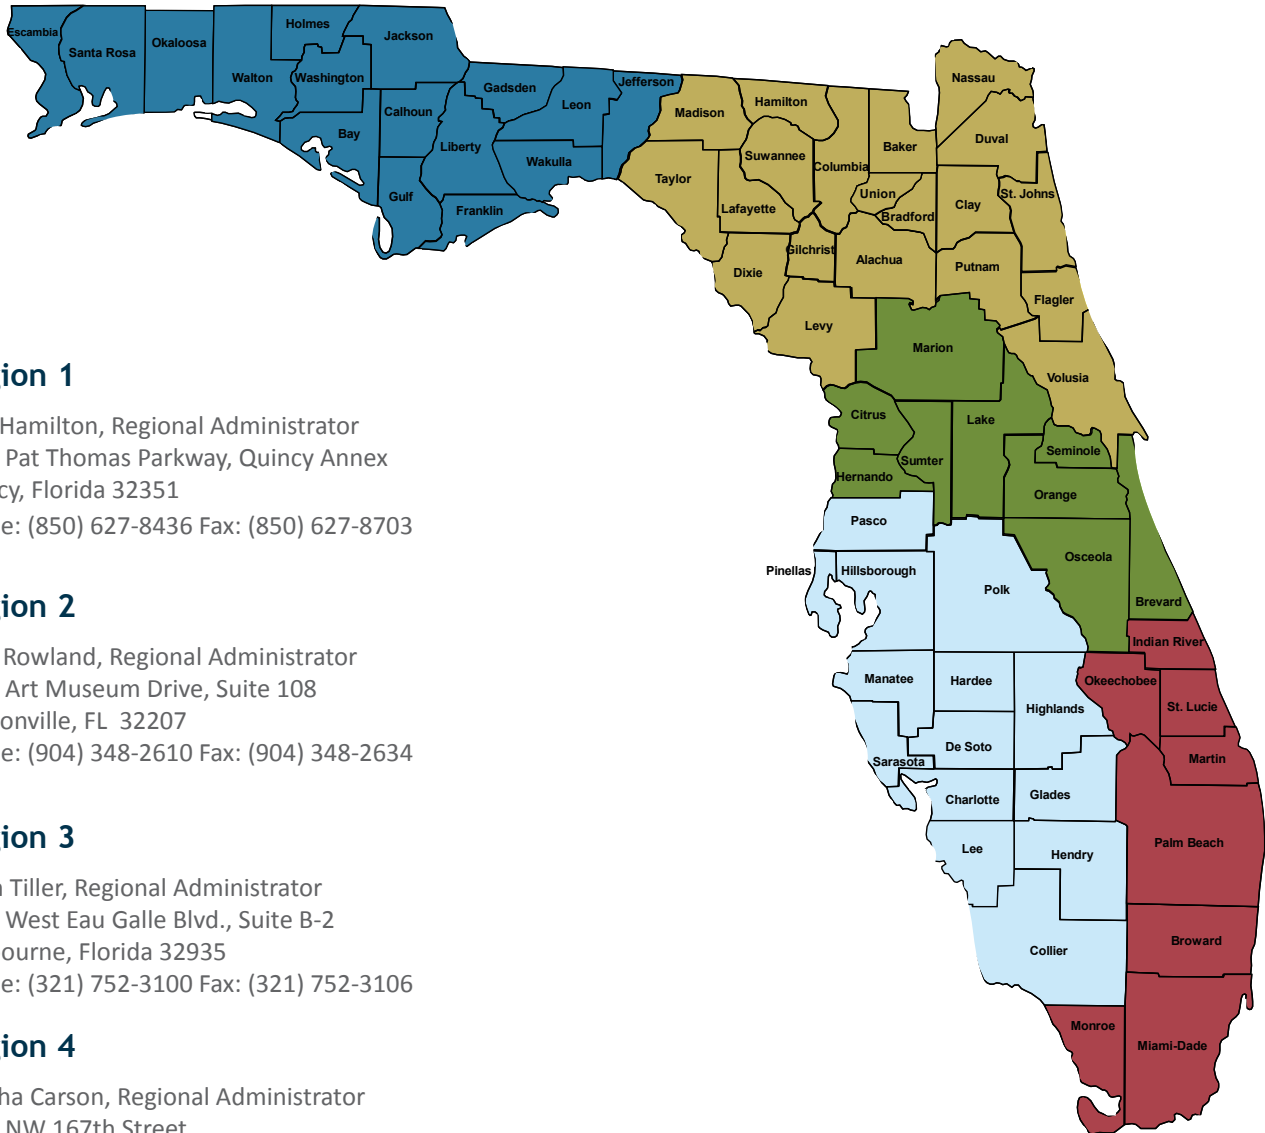 Escambia
Santa Rosa
Okaloosa
Holmes
Walton
Washington
Jackson
Bay
Calhoun
Gulf
Liberty
Gadsden
Franklin
Leon
Wakulla
Jefferson
Madison
Hamilton
Taylor
Suwannee
Lafayette
Columbia
Baker
Nassau
Duval
Union
Bradford
Clay
St. Johns
Dixie
Gilchrist
Alachua
Putnam
Flagler
Levy
Marion
Volusia
Citrus
Sumter
Lake
Hernando
Seminole
Orange
Pasco
Osceola
Brevard
Pinellas
Hillsborough
Polk
Indian River
Manatee
Hardee
Highlands
Okeechobee
St. Lucie
De Soto
Sarasota
Martin
Charlotte
Glades
Lee
Hendry
Palm Beach
Collier
Broward
Monroe
Miami-Dade
gion 1
Hamilton, Regional Administrator
Pat Thomas Parkway, Quincy Annex
cy, Florida 32351
e: (850) 627-8436 Fax: (850) 627-8703
gion 2
Rowland, Regional Administrator
Art Museum Drive, Suite 108
onville, FL 32207
e: (904) 348-2610 Fax: (904) 348-2634
gion 3
Tiller, Regional Administrator
West Eau Galle Blvd., Suite B-2
ourne, Florida 32935
e: (321) 752-3100 Fax: (321) 752-3106
gion 4
ha Carson, Regional Administrator
NW 167th Street